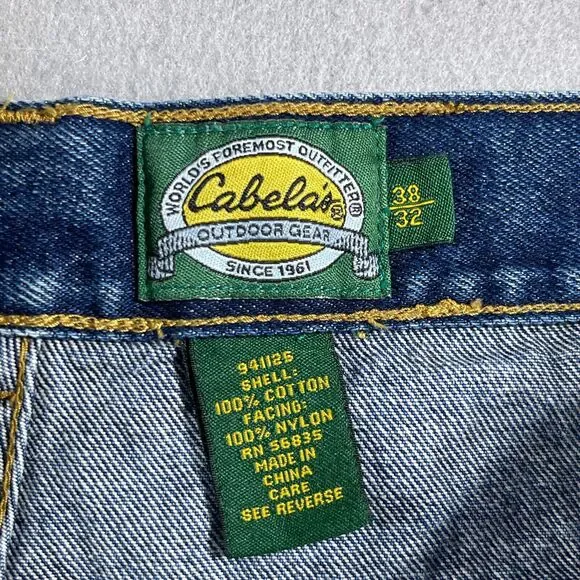 WORLD'S FOREMOST OUTFITTER®
Cabela's®
OUTDOOR GEAR
SINCE 1961
38
32
941125
SHELL:
100% COTTON
FACING:
100% NYLON
RN 56835
MADE IN
CHINA
CARE
SEE REVERSE